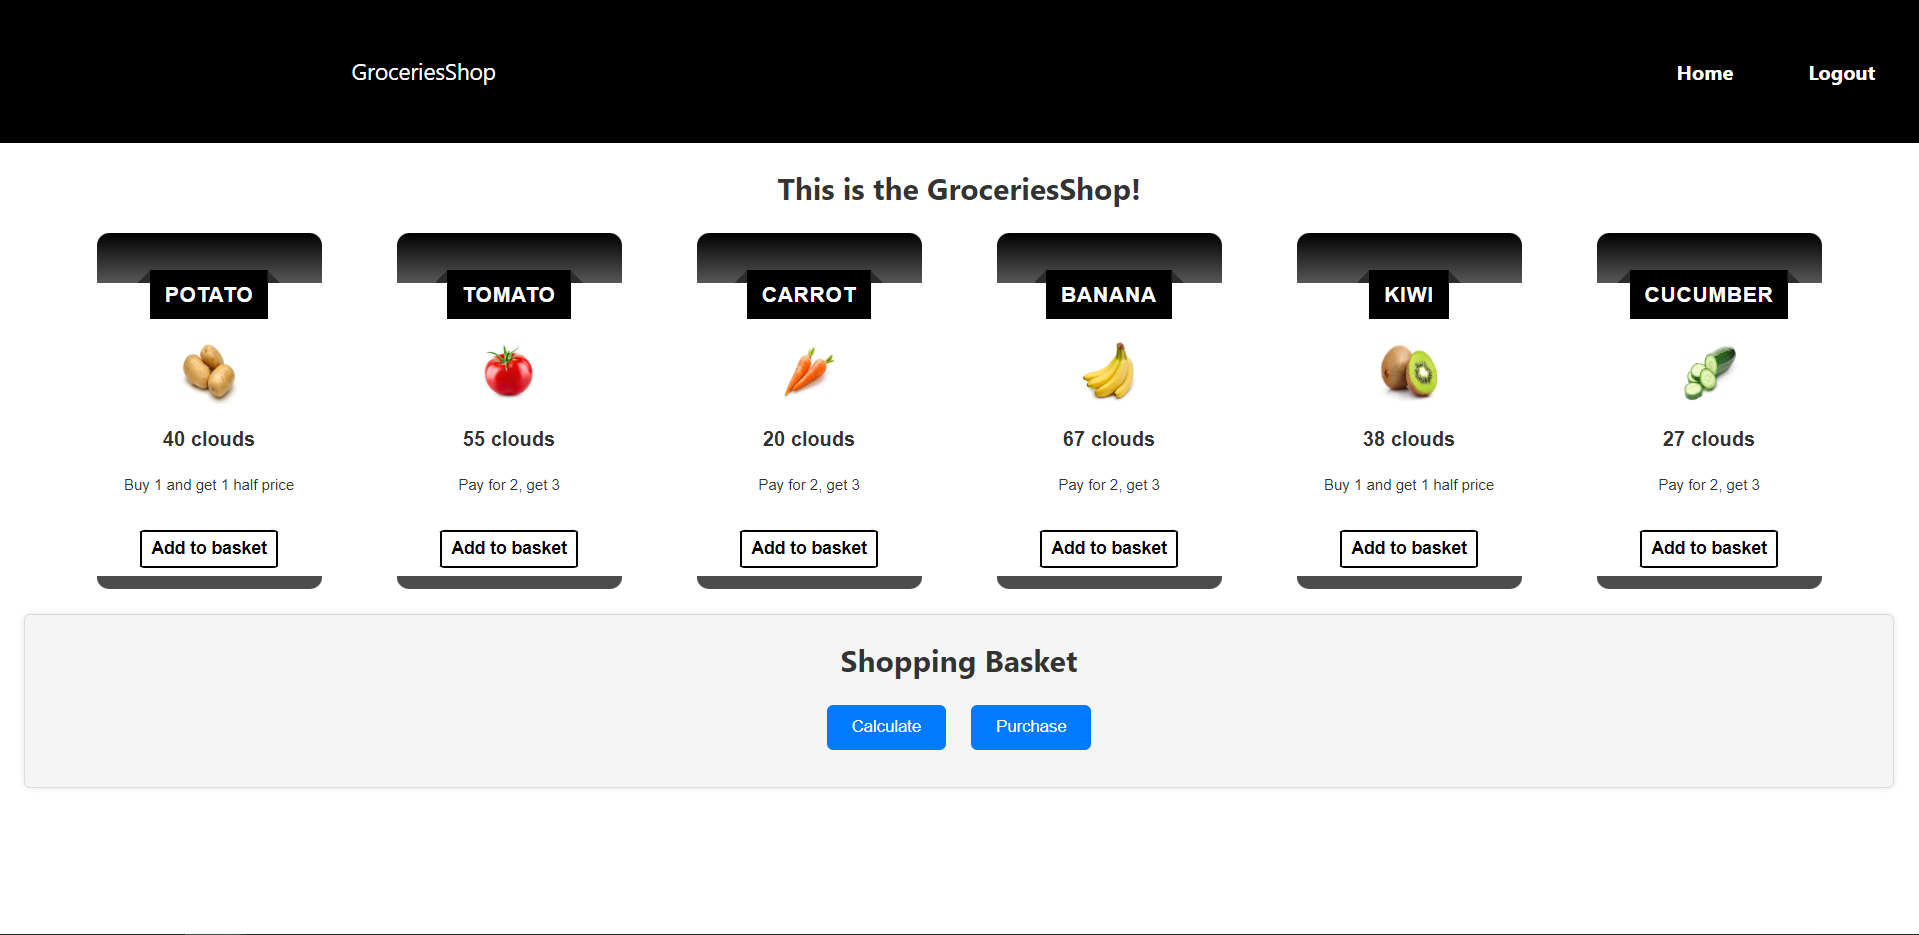 GroceriesShop
Home
Logout
This is the GroceriesShop!
POTATO
TOMATO
CARROT
BANANA
KIWI
CUCUMBER
40 clouds
55 clouds
20 clouds
67 clouds
38 clouds
27 clouds
Buy 1 and get 1 half price
Pay for 2, get 3
Pay for 2, get 3
Pay for 2, get 3
Buy 1 and get 1 half price
Pay for 2, get 3
Add to basket
Add to basket
Add to basket
Add to basket
Add to basket
Add to basket
Shopping Basket
Calculate
Purchase